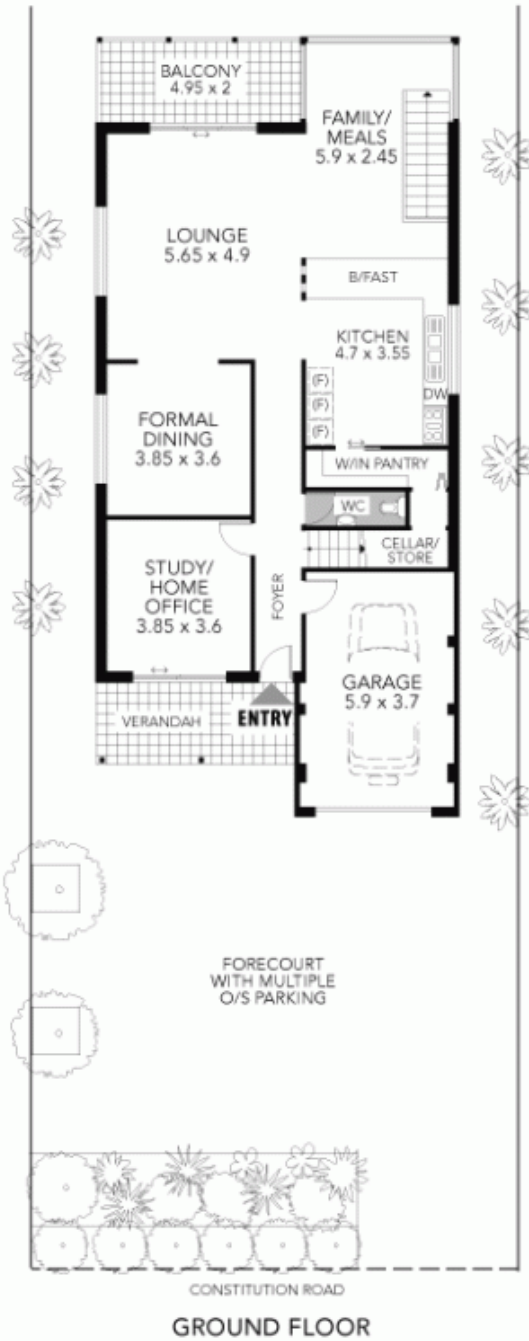 BALCONY
4.95 x 2
FAMILY/
MEALS
5.9 x 2.45
LOUNGE
5.65 x 4.9
B/FAST
KITCHEN
4.7 x 3.55
(F)
(F)
(F)
DW
FORMAL
DINING
3.85 x 3.6
W/IN PANTRY
WC
CELLAR/
STORE
STUDY/
HOME
OFFICE
3.85 x 3.6
FOYER
GARAGE
5.9 x 3.7
VERANDAH
ENTRY
FORECOURT
WITH MULTIPLE
O/S PARKING
CONSTITUTION ROAD
GROUND FLOOR